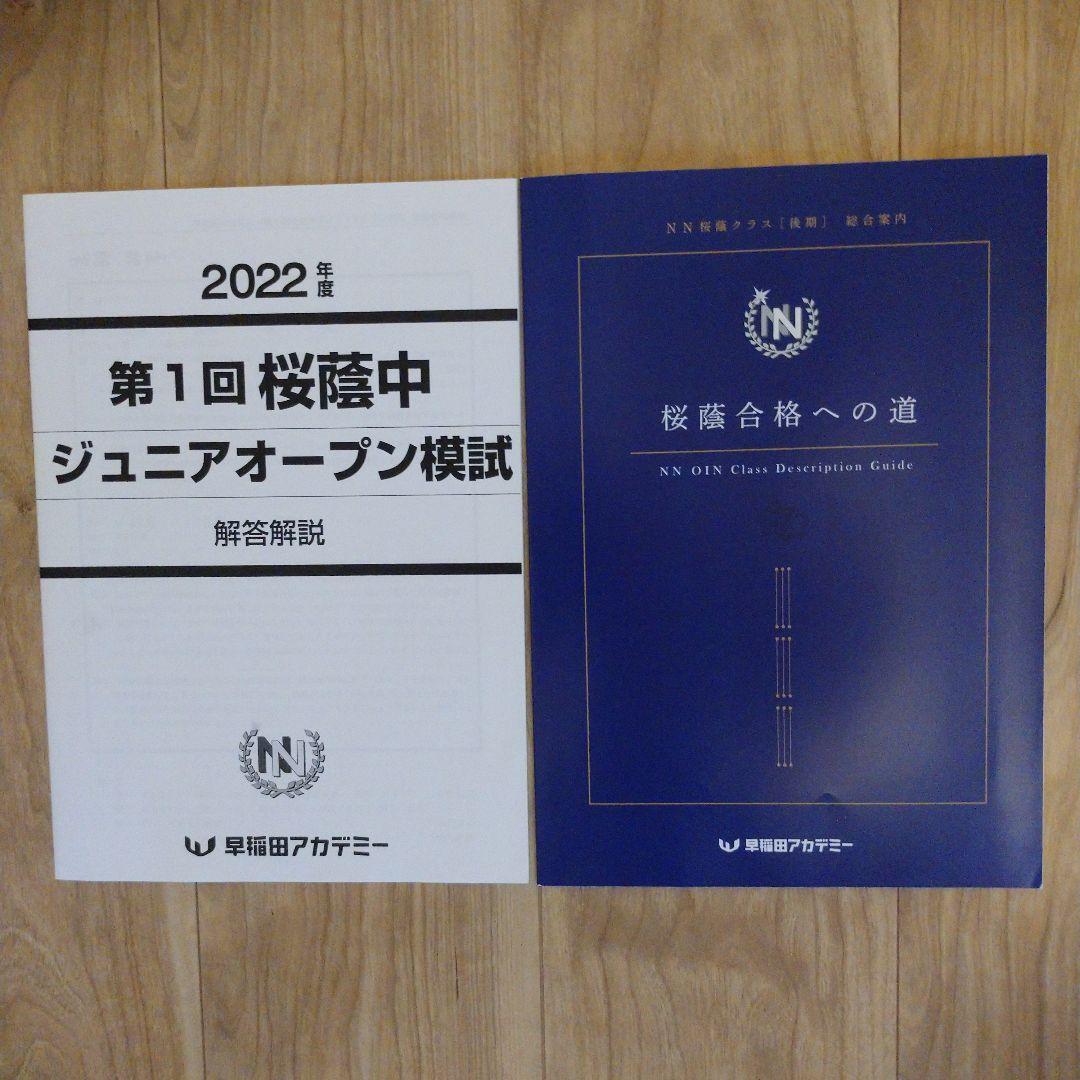 2022年度
第1回 桜蔭中
ジュニアオープン模試
解答解説
NN
早稲田アカデミー
NN桜蔭クラス［後期］ 総合案内
NN
桜蔭合格への道
NN OIN Class Description Guide
早稲田アカデミー